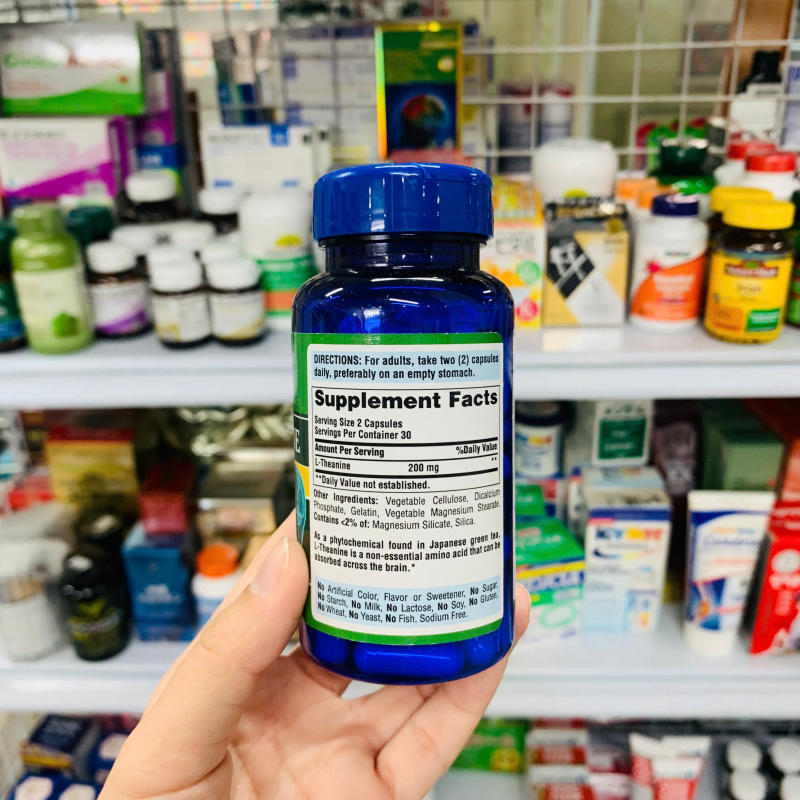 DIRECTIONS: For adults, take two (2) capsules
daily, preferably on an empty stomach.
Supplement Facts
Serving Size 2 Capsules
Servings Per Container 30
Amount Per Serving %Daily Value
L-Theanine 200 mg **
**Daily Value not established.
Other Ingredients: Vegetable Cellulose, Dicalcium
Phosphate, Gelatin, Vegetable Magnesium Stearate.
Contains <2% of: Magnesium Silicate, Silica.
As a phytochemical found in Japanese green tea,
L-Theanine is a non-essential amino acid that can be
absorbed across the brain.*
No Artificial Color, Flavor or Sweetener, No Sugar,
No Starch, No Milk, No Lactose, No Soy, No Gluten,
No Wheat, No Yeast, No Fish, Sodium Free.